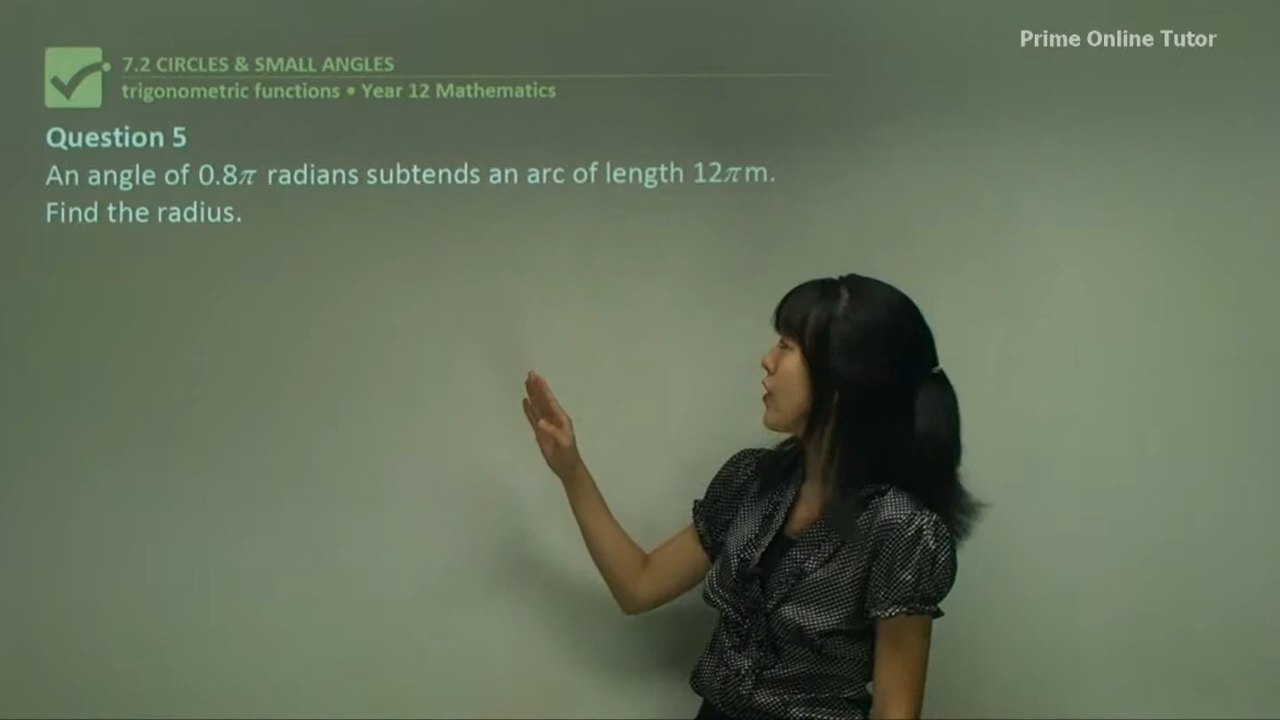 Prime Online Tutor
7.2 CIRCLES & SMALL ANGLES
trigonometric functions • Year 12 Mathematics
Question 5
An angle of 0.8π radians subtends an arc of length 12πm.
Find the radius.